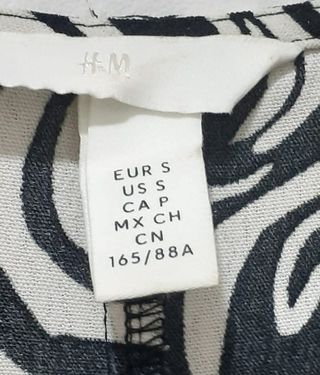 H&M
EUR S
US S
CA P
MX CH
CN
165/88A